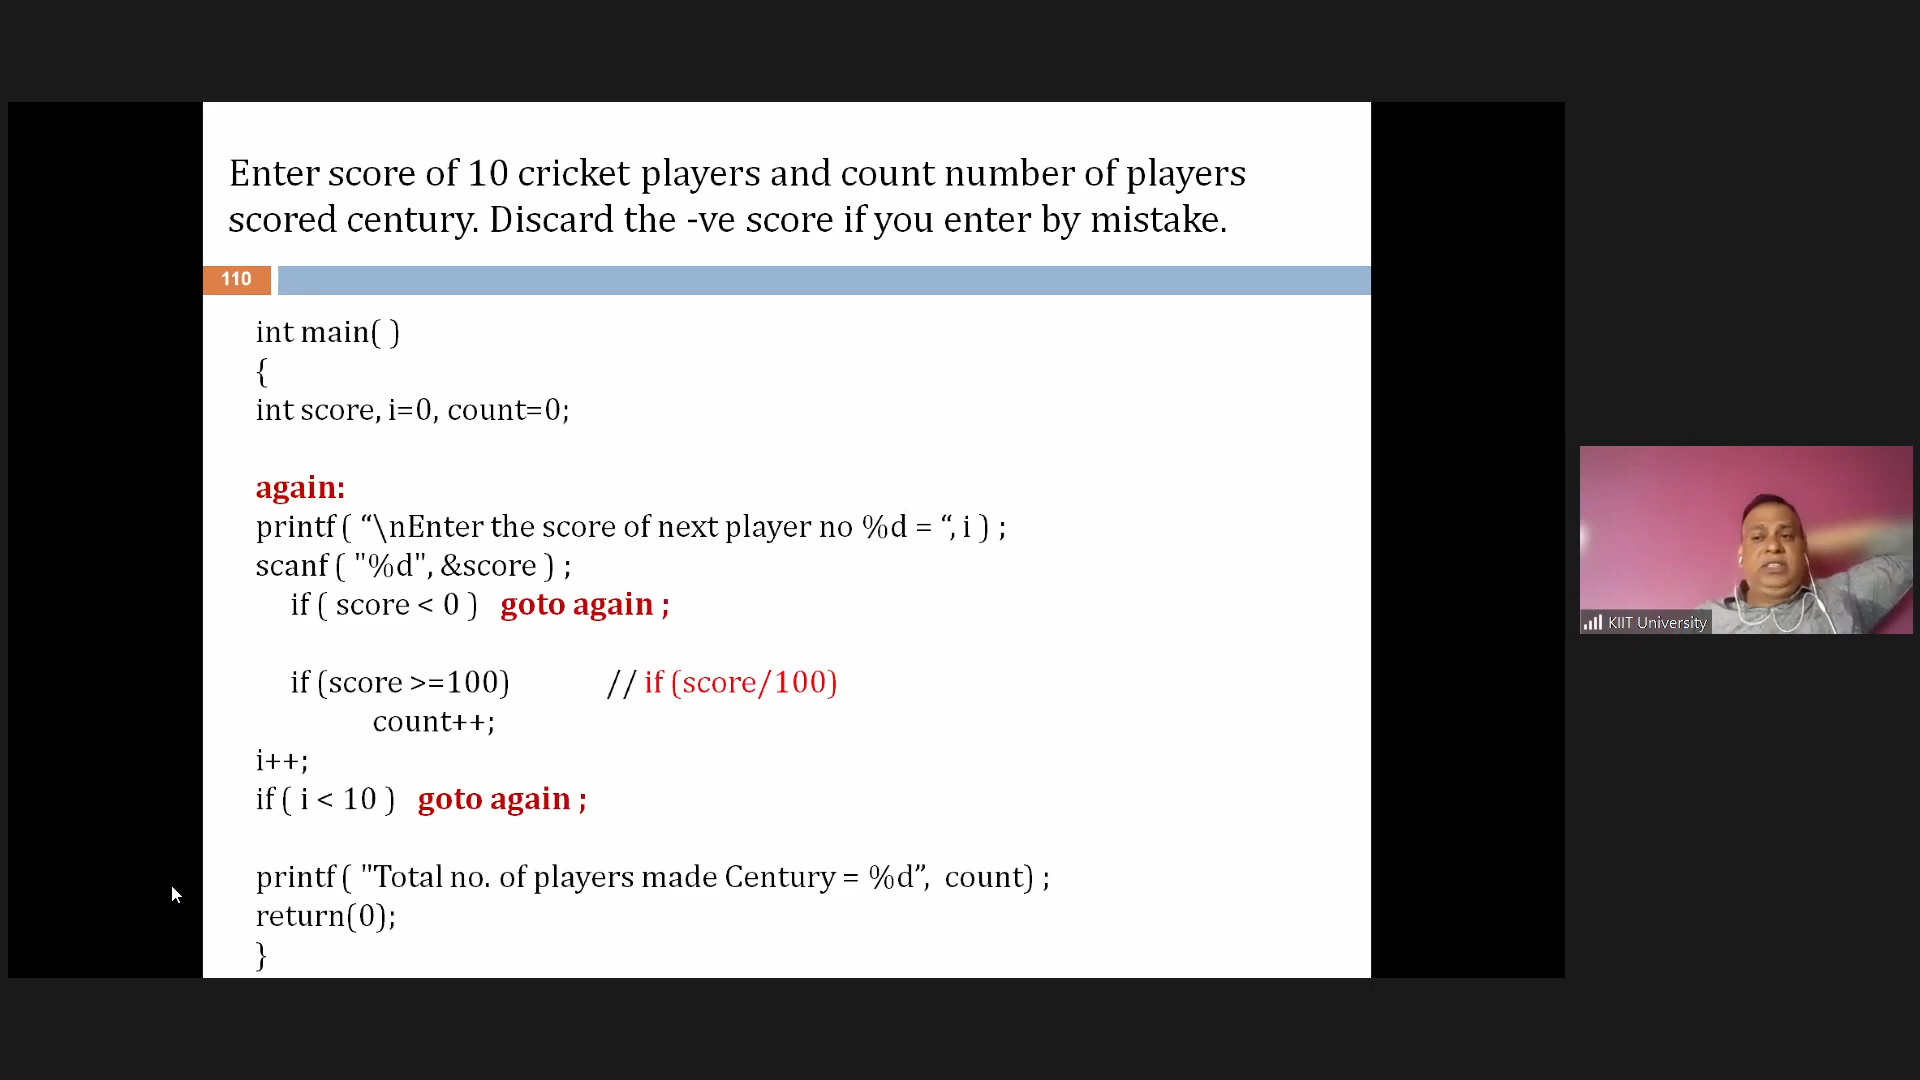 Enter score of 10 cricket players and count number of players
scored century. Discard the -ve score if you enter by mistake.
110
int main( )
{
int score, i=0, count=0;
again:
printf ( “\nEnter the score of next player no %d = “, i ) ;
scanf ( "%d", &score ) ;
if ( score < 0 ) goto again ;
if (score >=100) // if (score/100)
count++;
i++;
if ( i < 10 ) goto again ;
printf ( "Total no. of players made Century = %d”, count) ;
return(0);
}
KIIT University